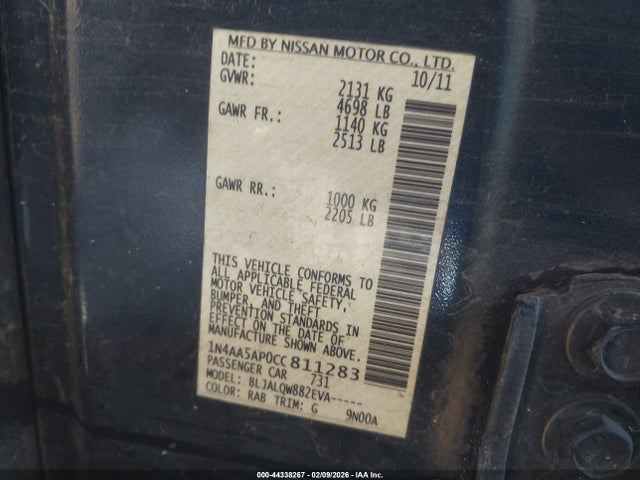 MFD BY NISSAN MOTOR CO., LTD.
DATE: 10/11
GVWR: 2131 KG
4698 LB
GAWR FR.: 1140 KG
2513 LB
GAWR RR.: 1000 KG
2205 LB
THIS VEHICLE CONFORMS TO
ALL APPLICABLE FEDERAL
MOTOR VEHICLE SAFETY,
BUMPER, AND THEFT
PREVENTION STANDARDS IN
EFFECT ON THE DATE OF
MANUFACTURE SHOWN ABOVE.
1N4AA5AP0CC811283
PASSENGER CAR 731
MODEL: BLJALQW882EVA-----
COLOR: RAB TRIM: G 9N00A
000-44338267 - 02/09/2026 - IAA Inc.